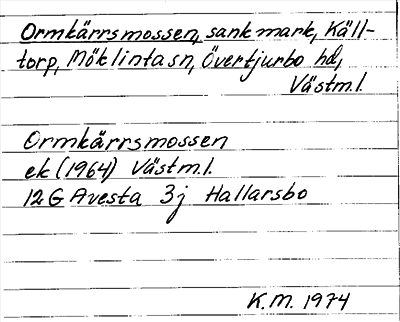 Ormkärrsmossen, sank mark, Käll-
torp, Möklinta sn, Övertjurbo hd,
Västm.l.
Ormkärrsmossen
ek (1964) Västm.l.
12 G Avesta 3j Hallarsbo
K.M. 1974